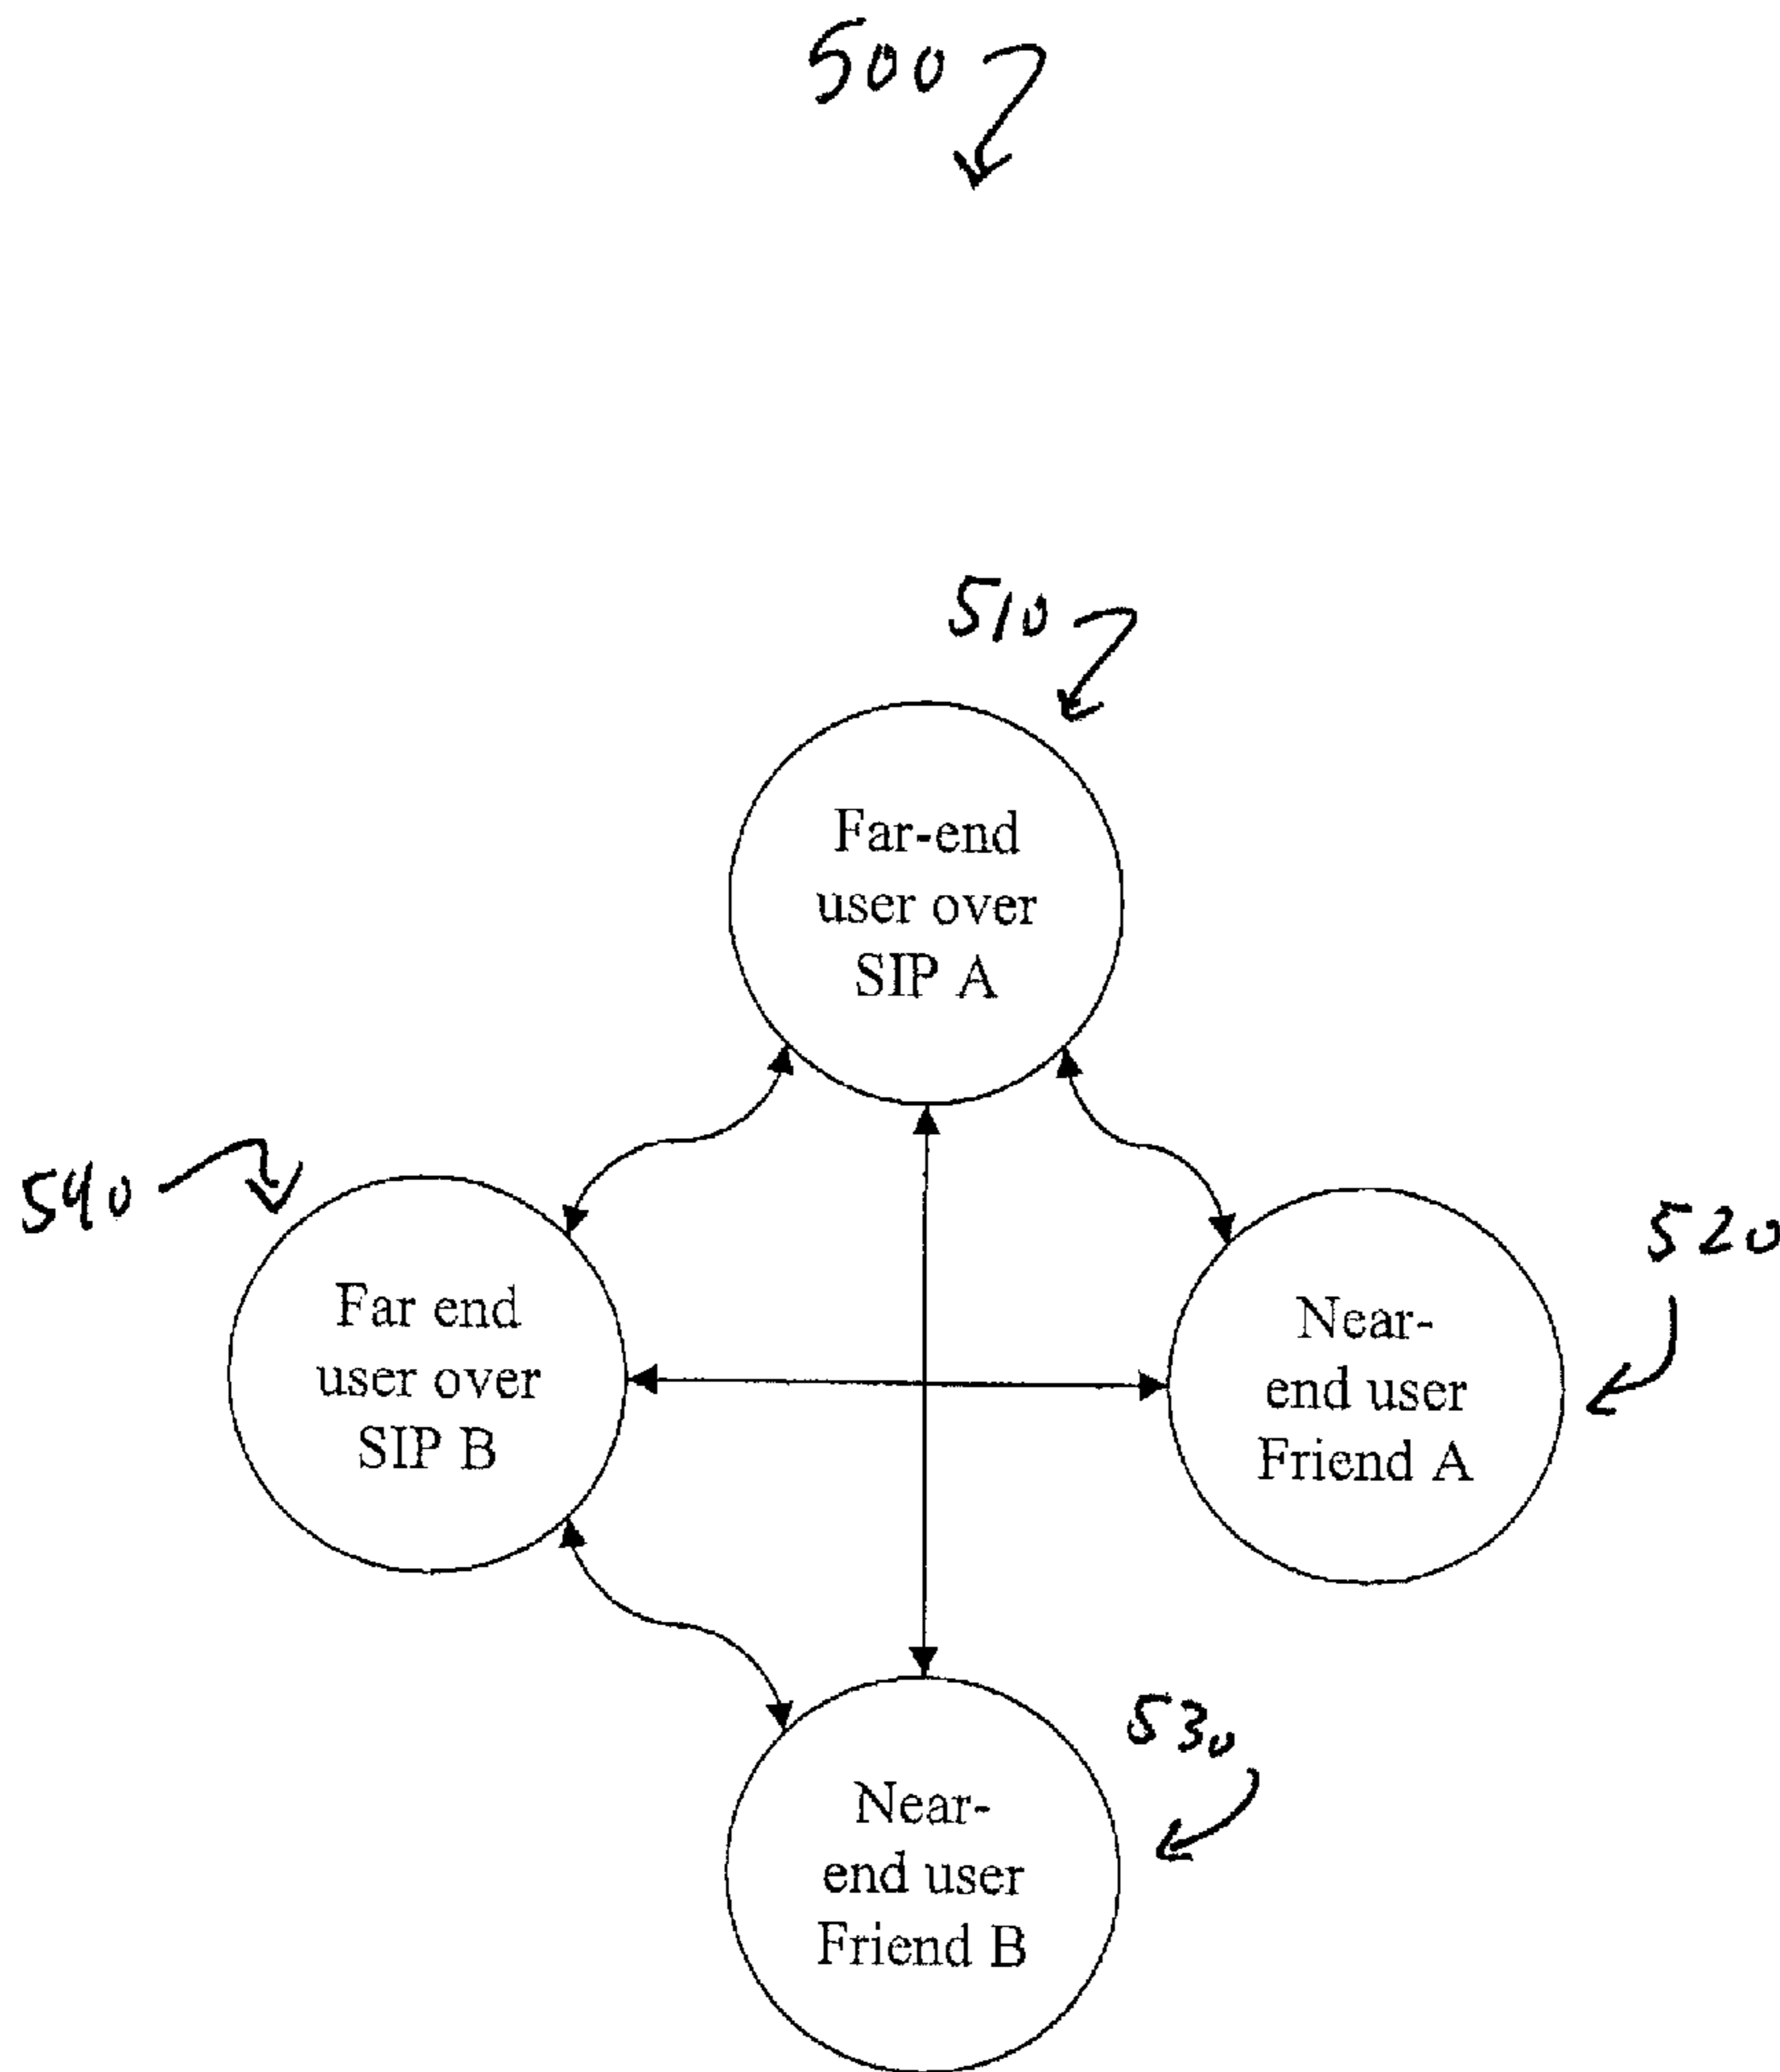 500
510
Far-end
user over
SIP A
540
Far end
user over
SIP B
520
Near-
end user
Friend A
530
Near-
end user
Friend B